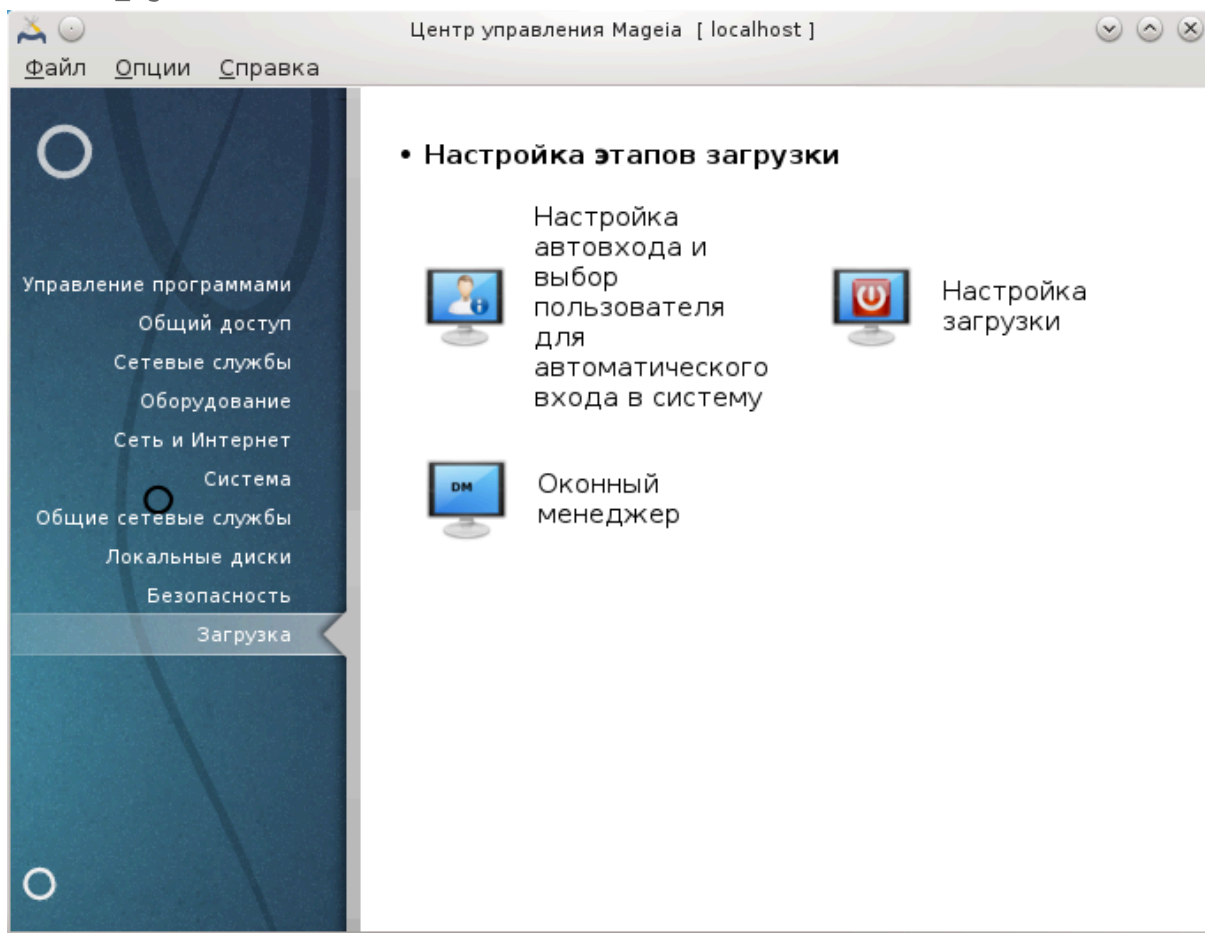 Центр управления Mageia [ localhost ]
Файл Опции Справка
Управление программами
Общий доступ
Сетевые службы
Оборудование
Сеть и Интернет
Система
Общие сетевые службы
Локальные диски
Безопасность
Загрузка
• Настройка этапов загрузки
Настройка
автовхода и
выбор
пользователя
для
автоматического
входа в систему
Настройка
загрузки
DM
Оконный
менеджер